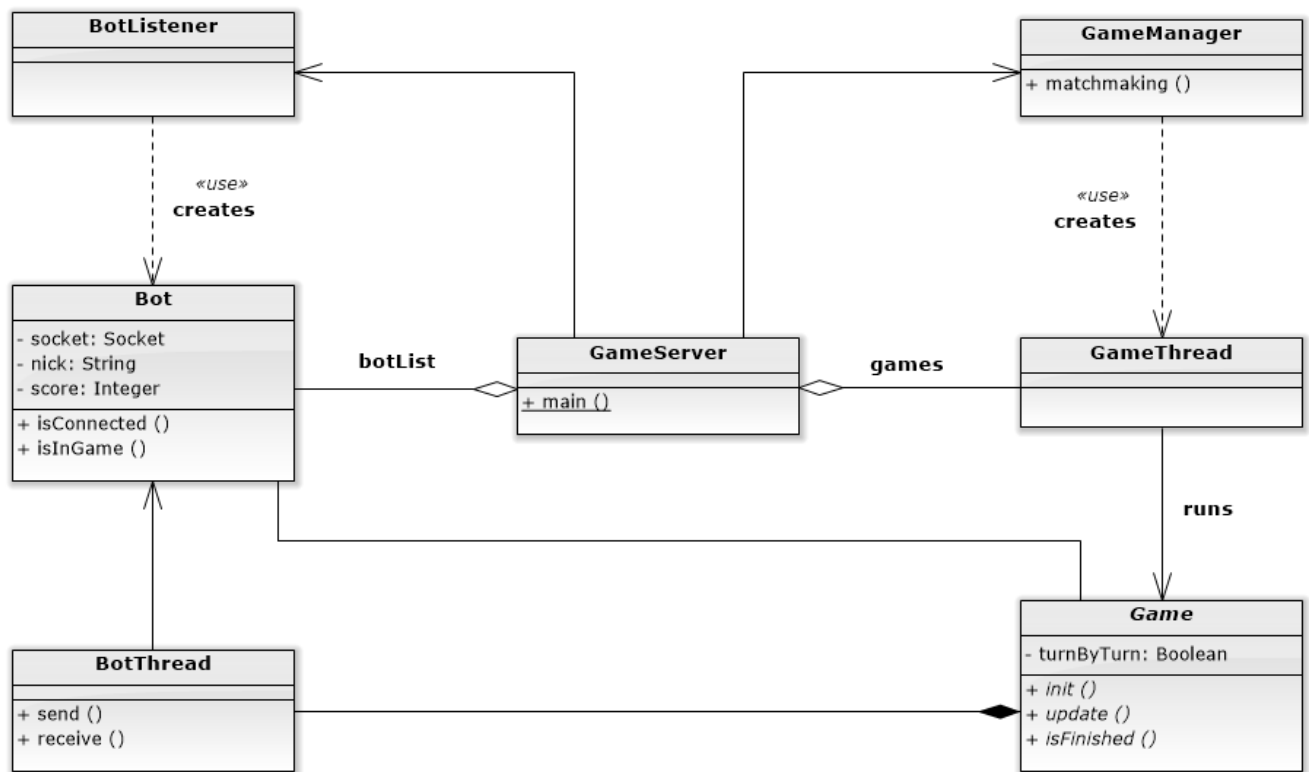 BotListener
GameManager
+ matchmaking ()
«use»
creates
«use»
creates
Bot
- socket: Socket
- nick: String
- score: Integer
+ isConnected ()
+ isInGame ()
botList
GameServer
+ main ()
games
GameThread
runs
Game
- turnByTurn: Boolean
+ init ()
+ update ()
+ isFinished ()
BotThread
+ send ()
+ receive ()